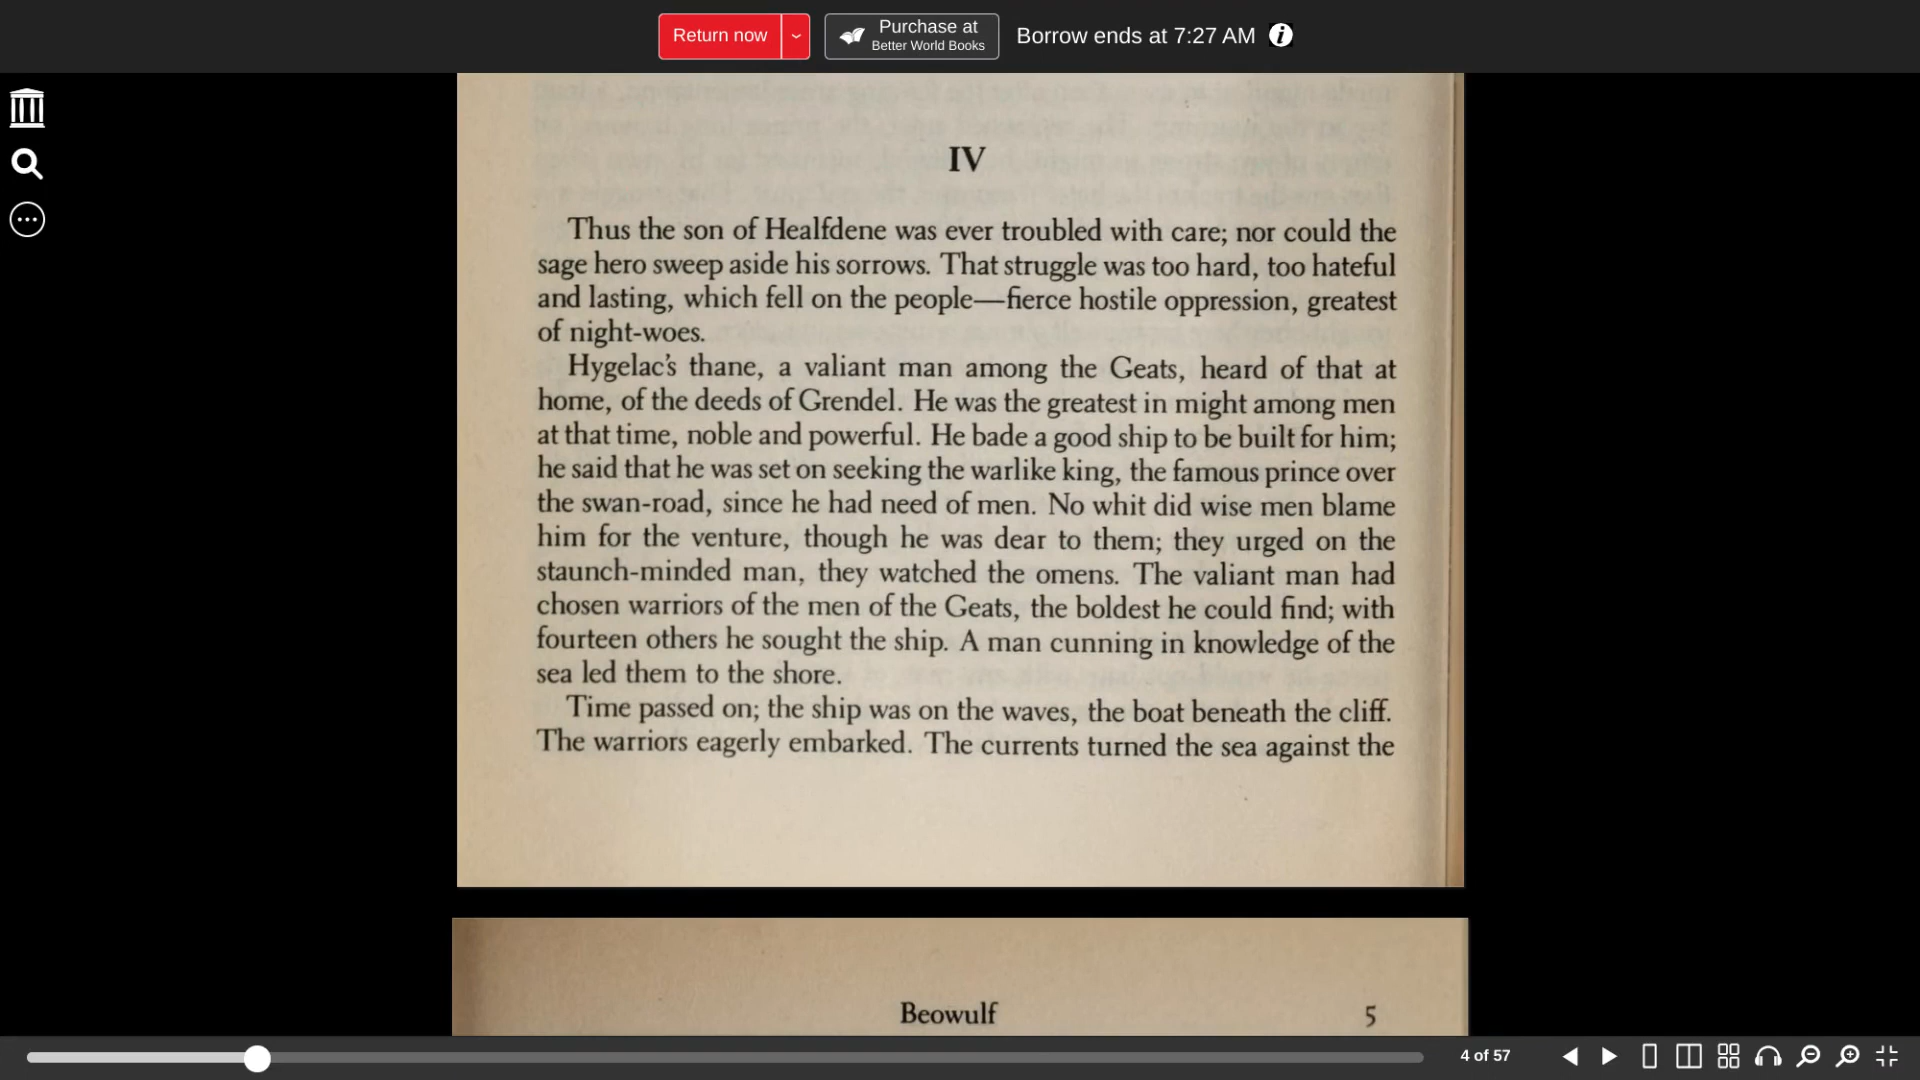 Return now
Purchase at
Better World Books
Borrow ends at 7:27 AM
IV
Thus the son of Healfdene was ever troubled with care; nor could the
sage hero sweep aside his sorrows. That struggle was too hard, too hateful
and lasting, which fell on the people—fierce hostile oppression, greatest
of night-woes.
Hygelac's thane, a valiant man among the Geats, heard of that at
home, of the deeds of Grendel. He was the greatest in might among men
at that time, noble and powerful. He bade a good ship to be built for him;
he said that he was set on seeking the warlike king, the famous prince over
the swan-road, since he had need of men. No whit did wise men blame
him for the venture, though he was dear to them; they urged on the
staunch-minded man, they watched the omens. The valiant man had
chosen warriors of the men of the Geats, the boldest he could find; with
fourteen others he sought the ship. A man cunning in knowledge of the
sea led them to the shore.
Time passed on; the ship was on the waves, the boat beneath the cliff.
The warriors eagerly embarked. The currents turned the sea against the
Beowulf 5
4 of 57